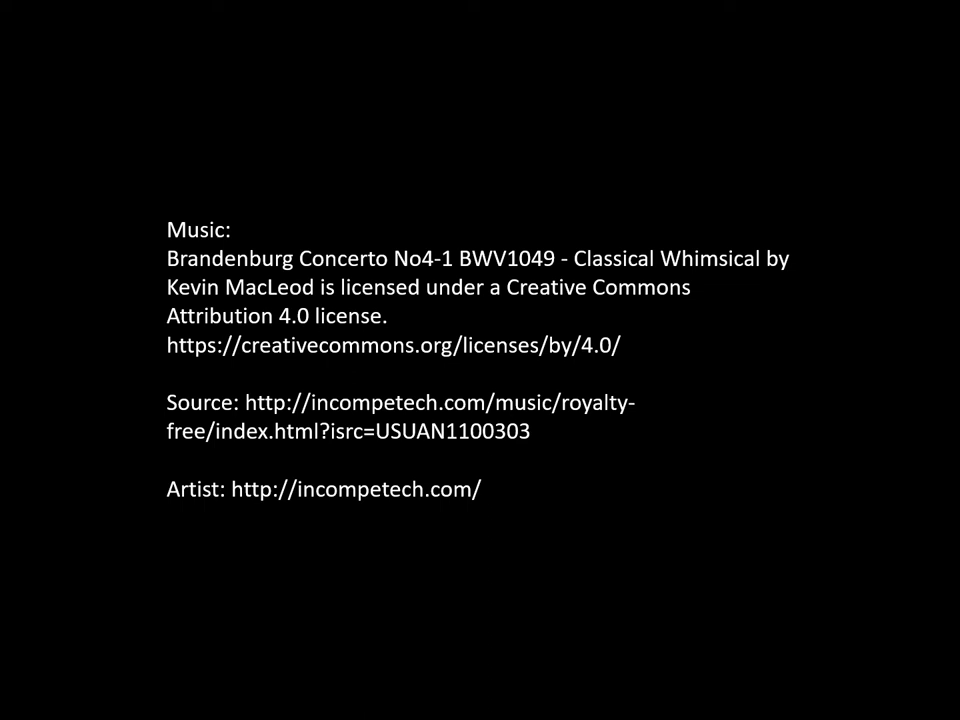 Music:
Brandenburg Concerto No4-1 BWV1049 - Classical Whimsical by
Kevin MacLeod is licensed under a Creative Commons
Attribution 4.0 license.
https://creativecommons.org/licenses/by/4.0/
Source: http://incompetech.com/music/royalty-
free/index.html?isrc=USUAN1100303
Artist: http://incompetech.com/